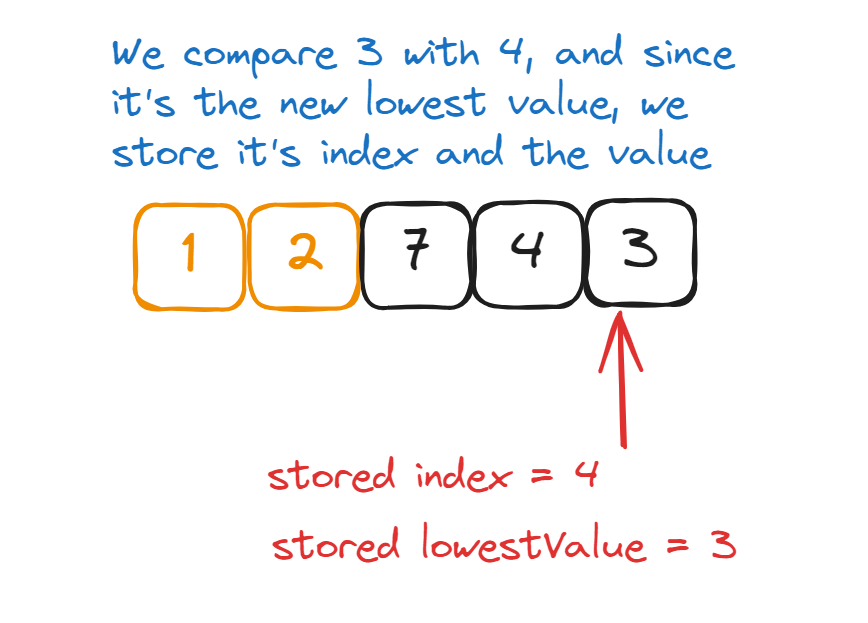 We compare 3 with 4, and since
it's the new lowest value, we
store it's index and the value
1 2 7 4 3
stored index = 4
stored lowestValue = 3